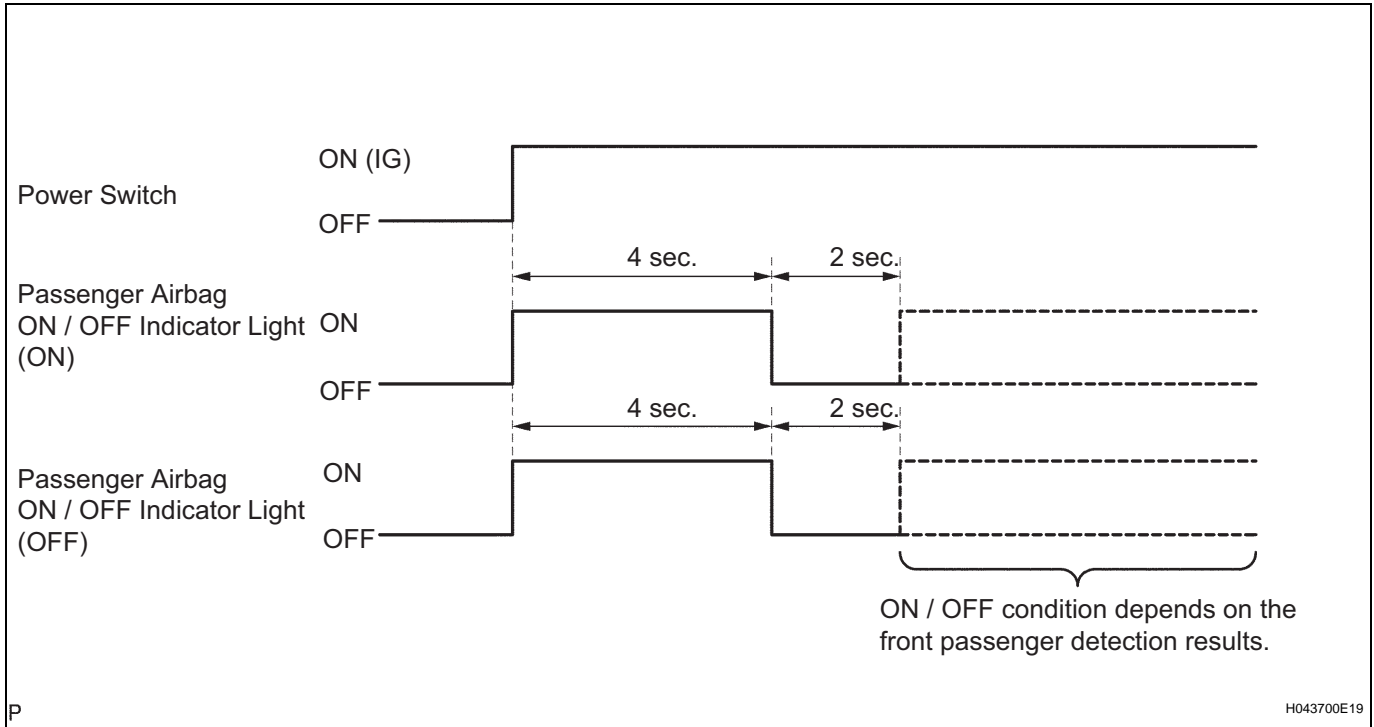 ON (IG)
Power Switch
OFF
4 sec.
2 sec.
Passenger Airbag
ON / OFF Indicator Light
(ON)
ON
OFF
4 sec.
2 sec.
Passenger Airbag
ON / OFF Indicator Light
(OFF)
ON
OFF
ON / OFF condition depends on the
front passenger detection results.
P
H043700E19